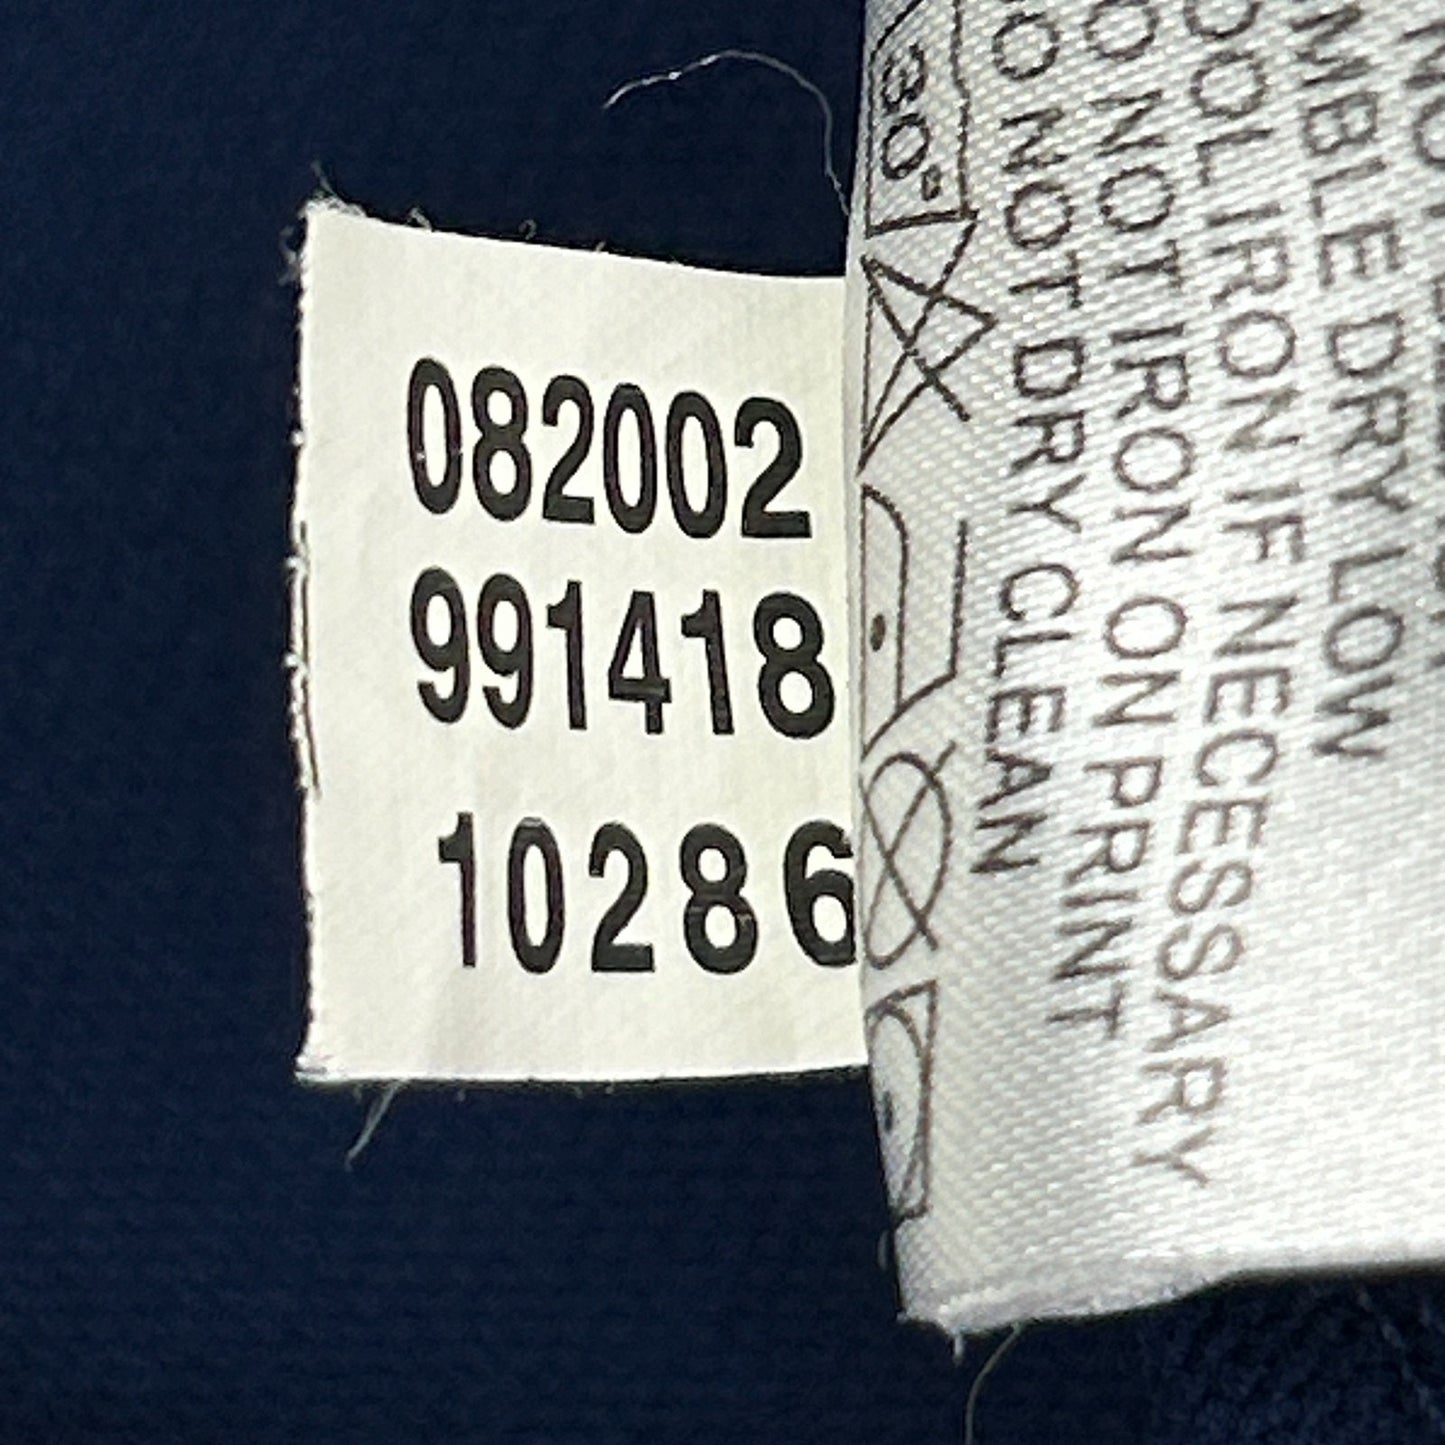 082002
991418
10286
30°
DO NOT DRY CLEAN
DO NOT IRON ON PRINT
COOL IRON IF NECESSARY
TUMBLE DRY LOW